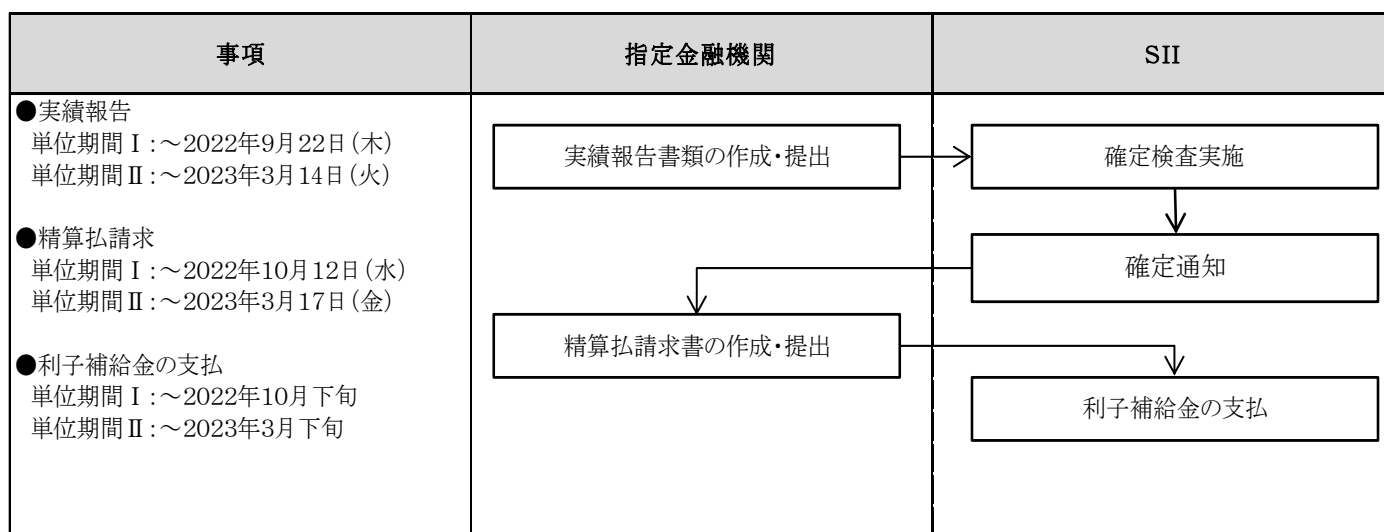 事項
指定金融機関
SII
●実績報告
単位期間Ⅰ:～2022年9月22日(木)
単位期間Ⅱ:～2023年3月14日(火)
●精算払請求
単位期間Ⅰ:～2022年10月12日(水)
単位期間Ⅱ:～2023年3月17日(金)
●利子補給金の支払
単位期間Ⅰ:～2022年10月下旬
単位期間Ⅱ:～2023年3月下旬
実績報告書類の作成・提出
確定検査実施
確定通知
精算払請求書の作成・提出
利子補給金の支払